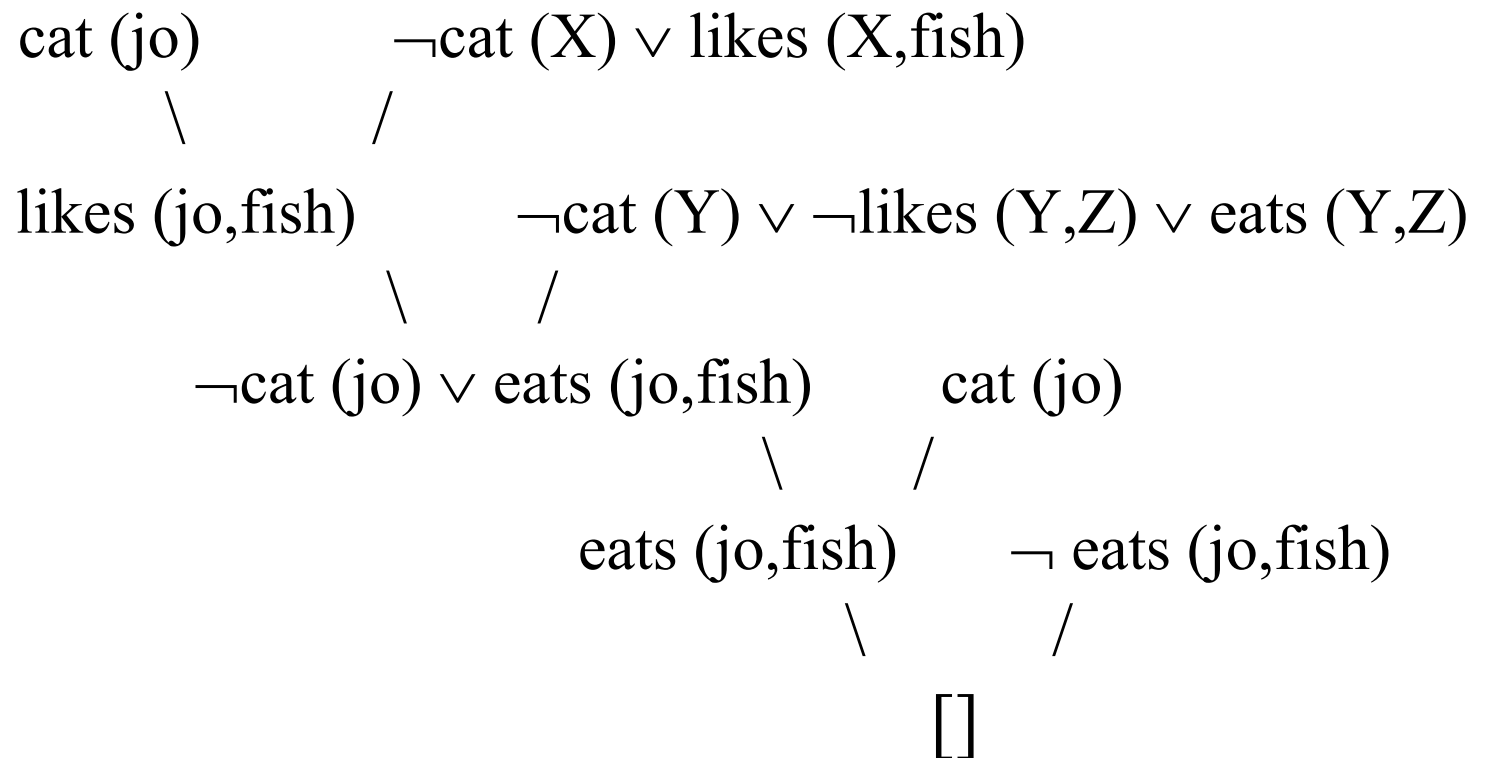 cat (jo) ¬cat (X) ∨ likes (X,fish)
\ /
likes (jo,fish) ¬cat (Y) ∨ ¬likes (Y,Z) ∨ eats (Y,Z)
\ /
¬cat (jo) ∨ eats (jo,fish) cat (jo)
\ /
eats (jo,fish) ¬ eats (jo,fish)
\ /
[]